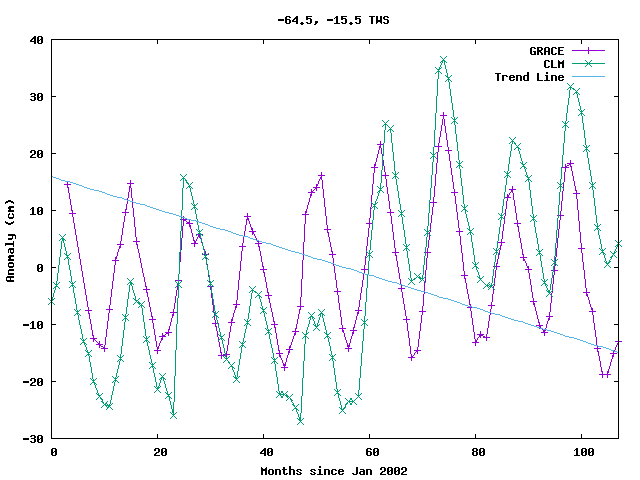 -64.5, -15.5 TWS
GRACE
CLM
Trend Line
40
30
20
10
0
-10
-20
-30
Anomaly (cm)
0 20 40 60 80 100
Months since Jan 2002